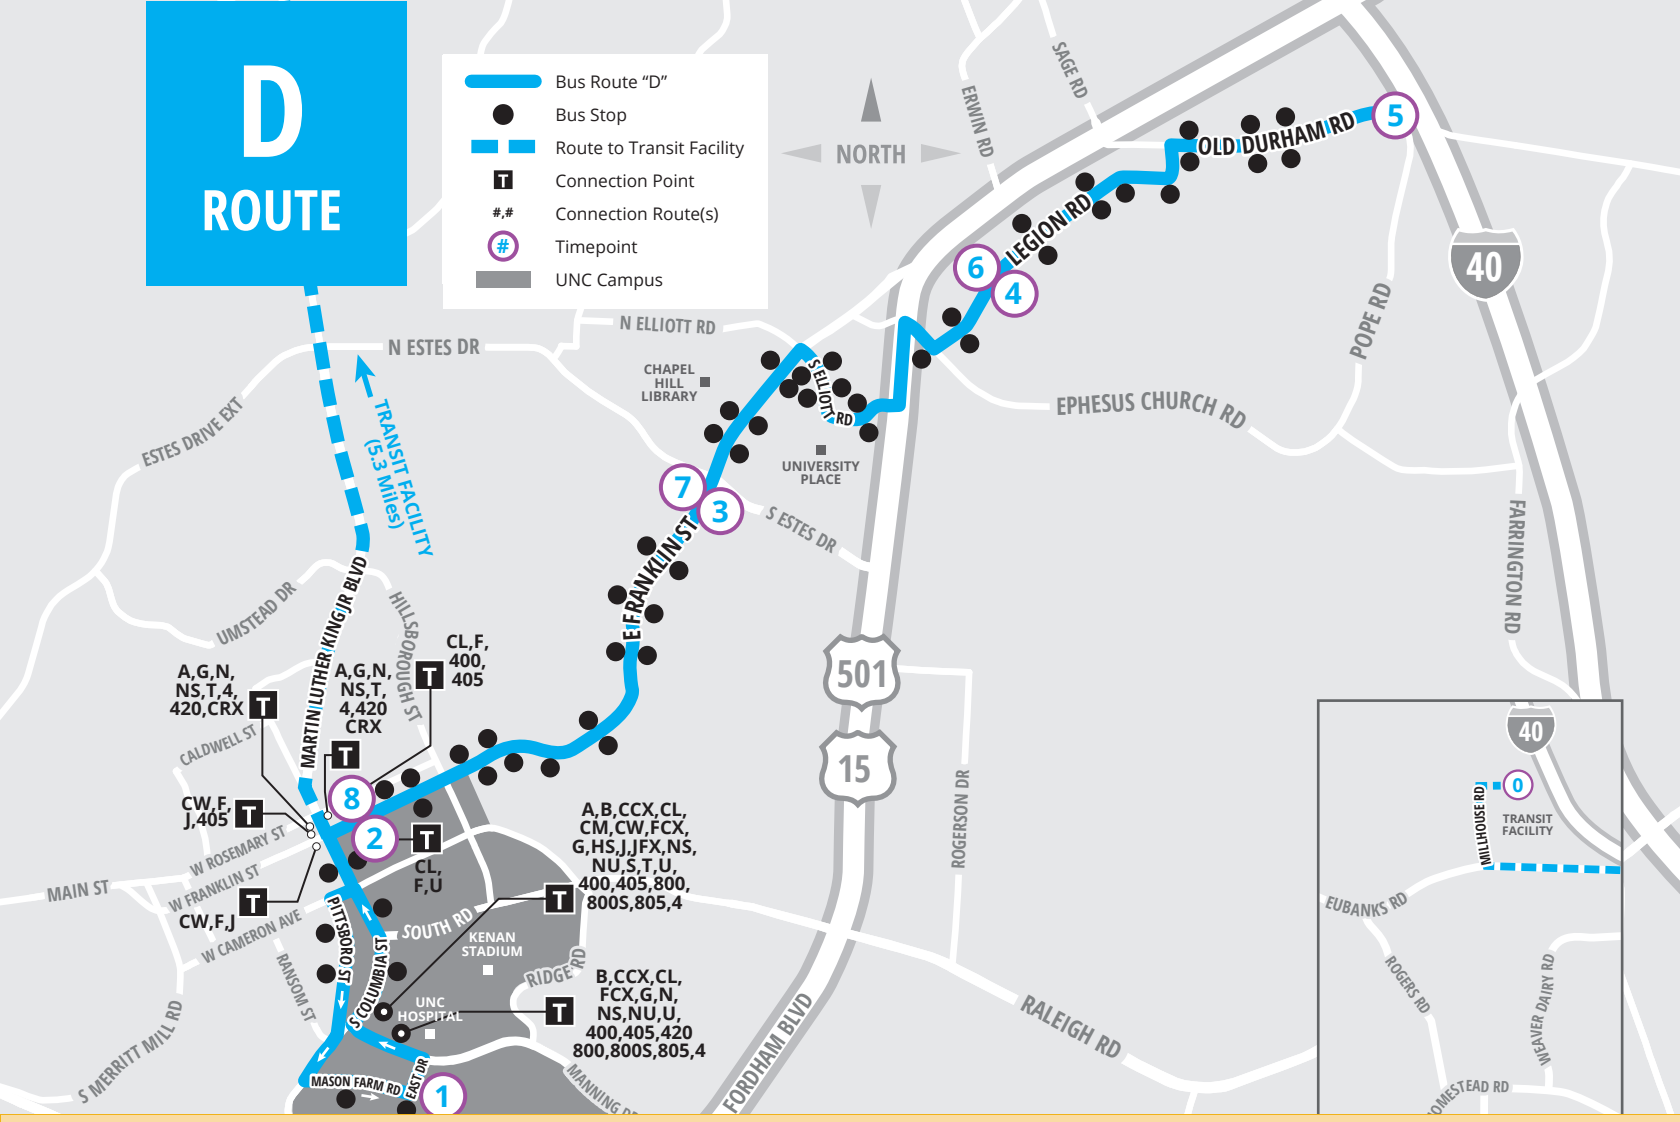 D
ROUTE
Bus Route “D”
Bus Stop
Route to Transit Facility
T
Connection Point
#,#
Connection Route(s)
#
Timepoint
UNC Campus
NORTH
ERWIN RD
SAGE RD
OLD DURHAM RD
5
LEGION RD
6
4
40
POPE RD
N ELLIOTT RD
N ESTES DR
CHAPEL
HILL
LIBRARY
S ELLIOTT RD
EPHESUS CHURCH RD
ESTES DRIVE EXT
TRANSIT FACILITY
(5.3 Miles)
UNIVERSITY
PLACE
7
3
S ESTES DR
E FRANKLIN ST
FARRINGTON RD
MARTIN LUTHER KING JR BLVD
UMSTEAD DR
HILLSBOROUGH ST
501
15
CL,F,
400,
405
T
A,G,N,
NS,T,4,
420,CRX
T
A,G,N,
NS,T,
4,420
CRX
T
CALDWELL ST
8
2
CW,F,
J,405
T
T
CL,
F,U
W ROSEMARY ST
W FRANKLIN ST
MAIN ST
T
CW,F,J
W CAMERON AVE
A,B,CCX,CL,
CM,CW,FCX,
G,HS,J,JFX,NS,
NU,S,T,U,
400,405,800,
800S,805,4
T
ROGERSON DR
PITTSBORO ST
SOUTH RD
KENAN
STADIUM
RIDGE RD
S COLUMBIA ST
RANSOM ST
UNC
HOSPITAL
B,CCX,CL,
FCX,G,N,
NS,NU,U,
400,405,420
800,800S,805,4
T
S MERRITT MILL RD
MASON FARM RD
EAST DR
1
MANNING DR
FORDHAM BLVD
RALEIGH RD
40
0
TRANSIT
FACILITY
MILLHOUSE RD
EUBANKS RD
ROGERS RD
WEAVER DAIRY RD
HOMESTEAD RD